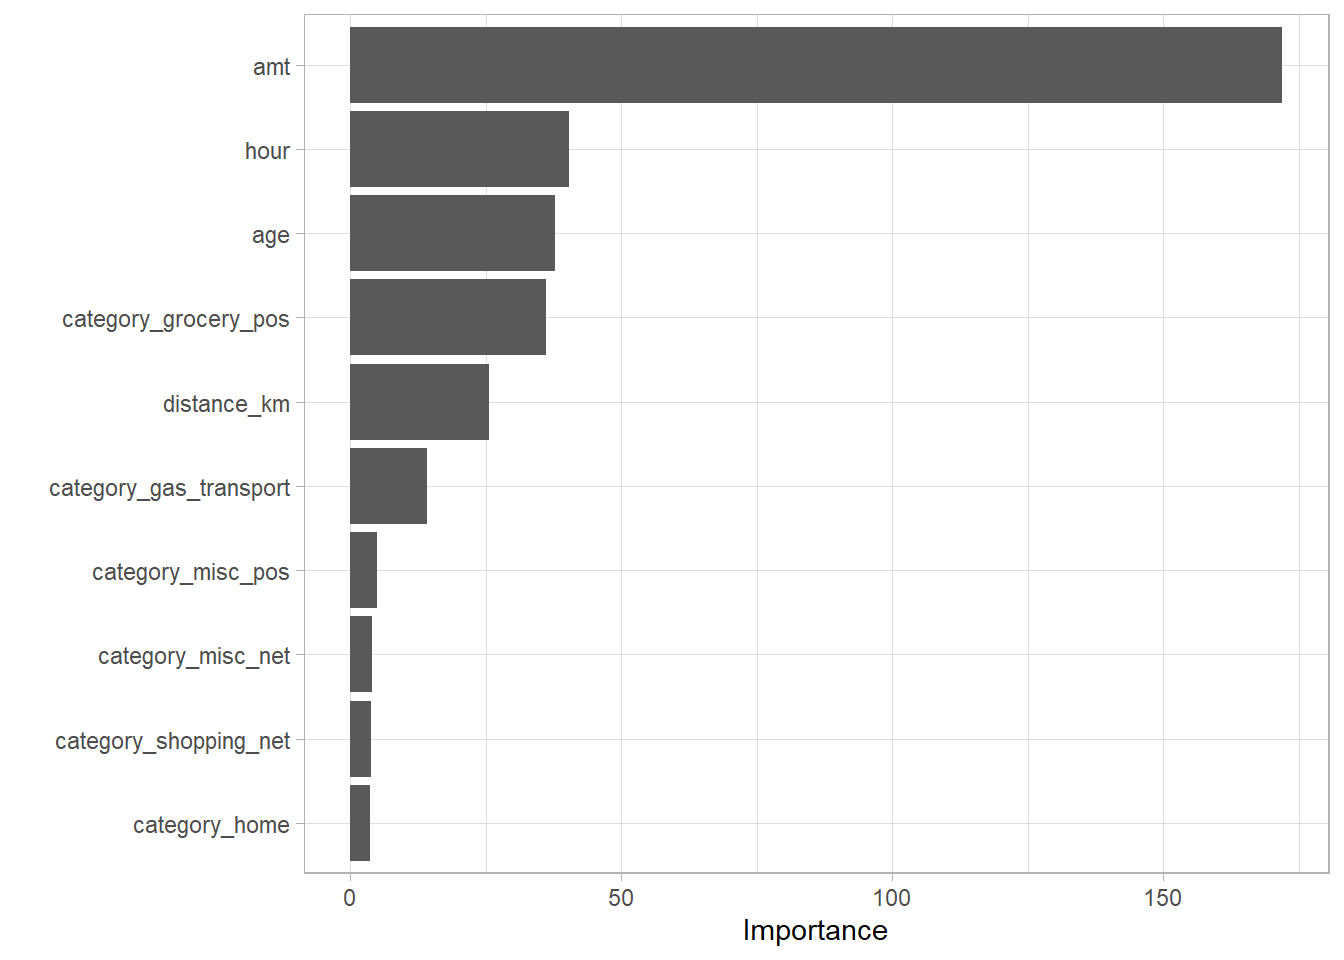 amt
hour
age
category_grocery_pos
distance_km
category_gas_transport
category_misc_pos
category_misc_net
category_shopping_net
category_home
0 50 100 150
Importance